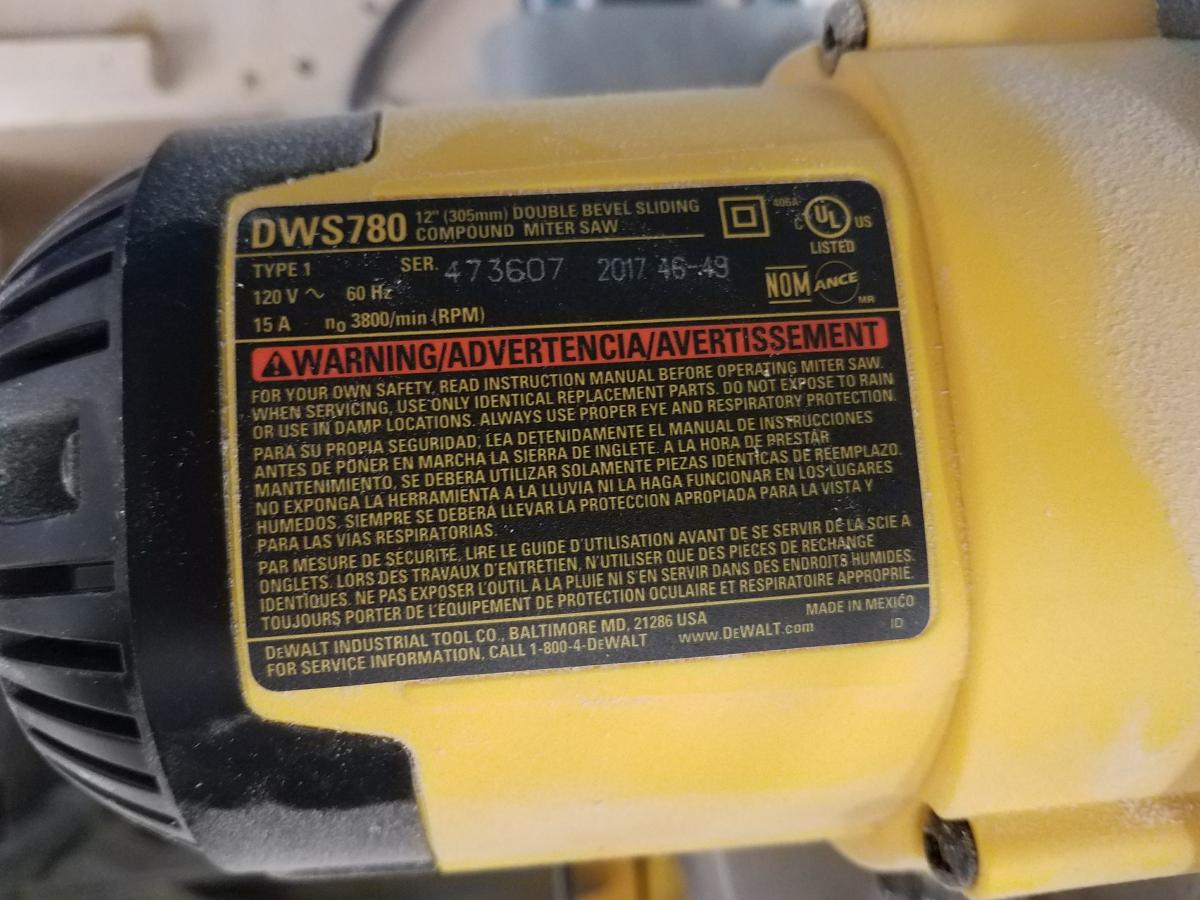 DWS780 12" (305mm) DOUBLE BEVEL SLIDING
COMPOUND MITER SAW
406A
C UL US
LISTED
TYPE 1 SER. 473607 2017 46-49
120 V ~ 60 Hz
NOM ANCE
MR
15 A no 3800/min (RPM)
WARNING/ADVERTENCIA/AVERTISSEMENT
FOR YOUR OWN SAFETY, READ INSTRUCTION MANUAL BEFORE OPERATING MITER SAW.
WHEN SERVICING, USE ONLY IDENTICAL REPLACEMENT PARTS. DO NOT EXPOSE TO RAIN
OR USE IN DAMP LOCATIONS. ALWAYS USE PROPER EYE AND RESPIRATORY PROTECTION.
PARA SU PROPIA SEGURIDAD, LEA DETENIDAMENTE EL MANUAL DE INSTRUCCIONES
ANTES DE PONER EN MARCHA LA SIERRA DE INGLETE. A LA HORA DE PRESTAR
MANTENIMIENTO, SE DEBERA UTILIZAR SOLAMENTE PIEZAS IDENTICAS DE REEMPLAZO.
NO EXPONGA LA HERRAMIENTA A LA LLUVIA NI LA HAGA FUNCIONAR EN LOS LUGARES
HÚMEDOS, SIEMPRE SE DEBERA LLEVAR LA PROTECCION APROPIADA PARA LA VISTA Y
PARA LAS VÍAS RESPIRATORIAS.
PAR MESURE DE SÉCURITÉ, LIRE LE GUIDE D'UTILISATION AVANT DE SE SERVIR DE LA SCIE A
ONGLETS. LORS DES TRAVAUX D'ENTRETIEN, N'UTILISER QUE DES PIECES DE RECHANGE
IDENTIQUES. NE PAS EXPOSER L'OUTIL A LA PLUIE NI S'EN SERVIR DANS DES ENDROITS HUMIDES.
TOUJOURS PORTER DE L'EQUIPEMENT DE PROTECTION OCULAIRE ET RESPIRATOIRE APPROPRIE.
DEWALT INDUSTRIAL TOOL CO., BALTIMORE MD, 21286 USA MADE IN MEXICO
FOR SERVICE INFORMATION, CALL 1-800-4-DEWALT www.DEWALT.com ID